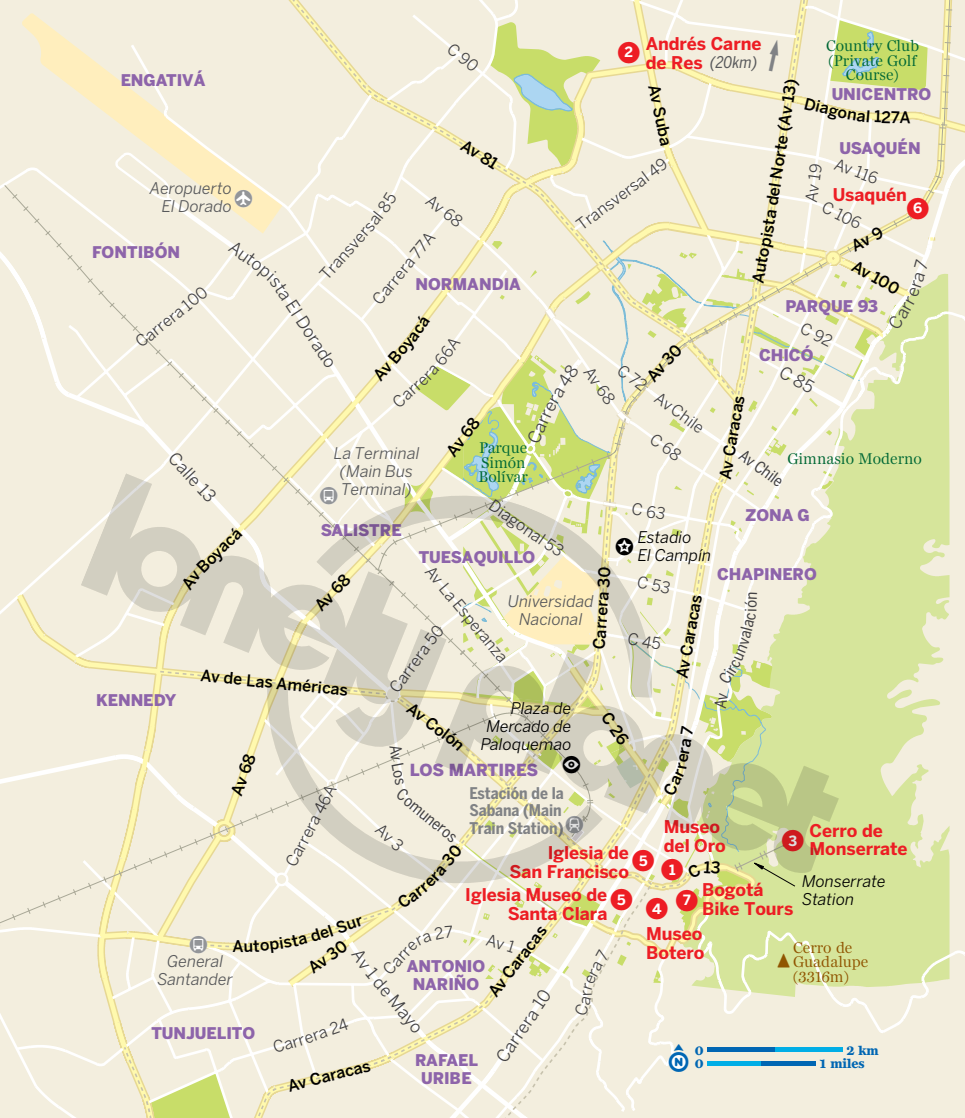 C 90
2 Andrés Carne
de Res (20km)
Country Club
(Private Golf
Course)
UNICENTRO
ENGATIVÁ
Av Suba
Autopista del Norte (Av 13)
Diagonal 127A
Av 81
USAQUÉN
Av 116
Av 19
Aeropuerto
El Dorado
Transversal 49
Usaquén 6
C 106
Transversal 85
Av 68
Av 9
FONTIBÓN
Autopista El Dorado
Carrera 77A
NORMANDIA
Av 100
Carrera 7
Carrera 100
PARQUE 93
C 92
Av Boyacá
CHICÓ
C 85
Carrera 66A
Av 30
C 72
Av 68
Carrera 48
Av Chile
Av Caracas
Av 68
C 68
Parque
Simón
Bolívar
Av Chile
Gimnasio Moderno
La Terminal
(Main Bus
Terminal)
Calle 13
C 63
ZONA G
SALISTRE
Diagonal 53
Estadio
El Campín
TUESAQUILLO
Av Boyacá
CHAPINERO
C 53
Av 68
Av La Esperanza
Universidad
Nacional
Carrera 30
Av Caracas
Av Circunvalación
C 45
Carrera 50
lonely planet
Av de Las Américas
KENNEDY
Plaza de
Mercado de
Paloquemao
Av Colón
C 26
Carrera 7
Av 68
Av Los Comuneros
LOS MARTIRES
Estación de la
Sabana (Main
Train Station)
Carrera 46A
Av 3
Museo
del Oro
3 Cerro de
Monserrate
Iglesia de
San Francisco 5
1
C 13
Monserrate
Station
Carrera 30
Iglesia Museo de
Santa Clara 5
4
7 Bogotá
Bike Tours
Museo
Botero
Autopista del Sur
General
Santander
Av 30
Carrera 27
Av 1
Av Caracas
Cerro de
Guadalupe
(3316m)
Av 1 de Mayo
ANTONIO
NARIÑO
Carrera 7
Carrera 10
TUNJUELITO
Carrera 24
RAFAEL
URIBE
Av Caracas
N
0 2 km
0 1 miles